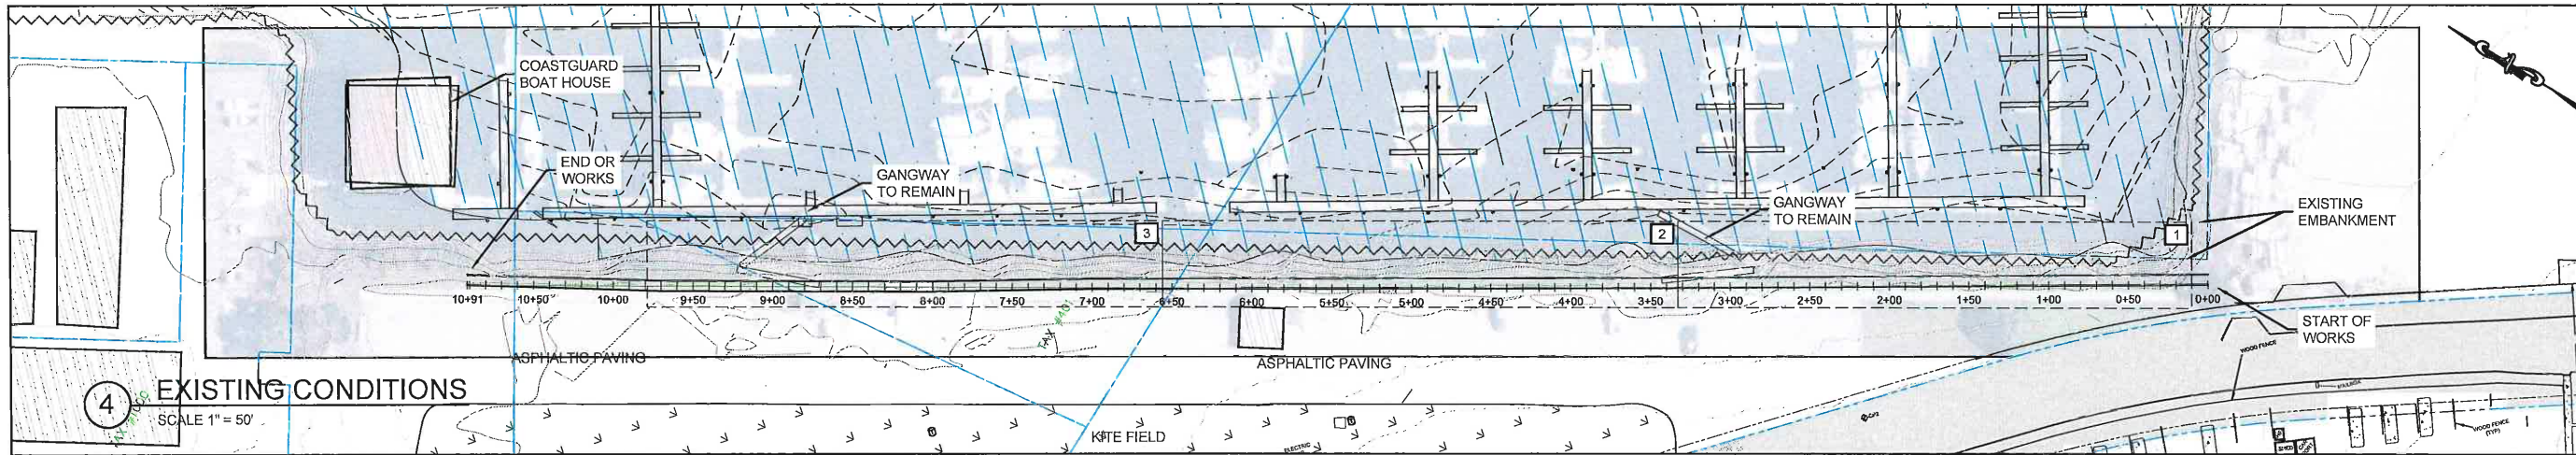 COASTGUARD
BOAT HOUSE
END OR
WORKS
GANGWAY
TO REMAIN
GANGWAY
TO REMAIN
EXISTING
EMBANKMENT
3
2
1
10+91 10+50 10+00 9+50 9+00 8+50 8+00 7+50 7+00 6+50 6+00 5+50 5+00 4+50 4+00 3+50 3+00 2+50 2+00 1+50 1+00 0+50 0+00
START OF
WORKS
ASPHALTIC PAVING
ASPHALTIC PAVING
WOOD FENCE
4 EXISTING CONDITIONS
SCALE 1" = 50'
KITE FIELD
ELECTRIC
WOOD FENCE
(TYP)